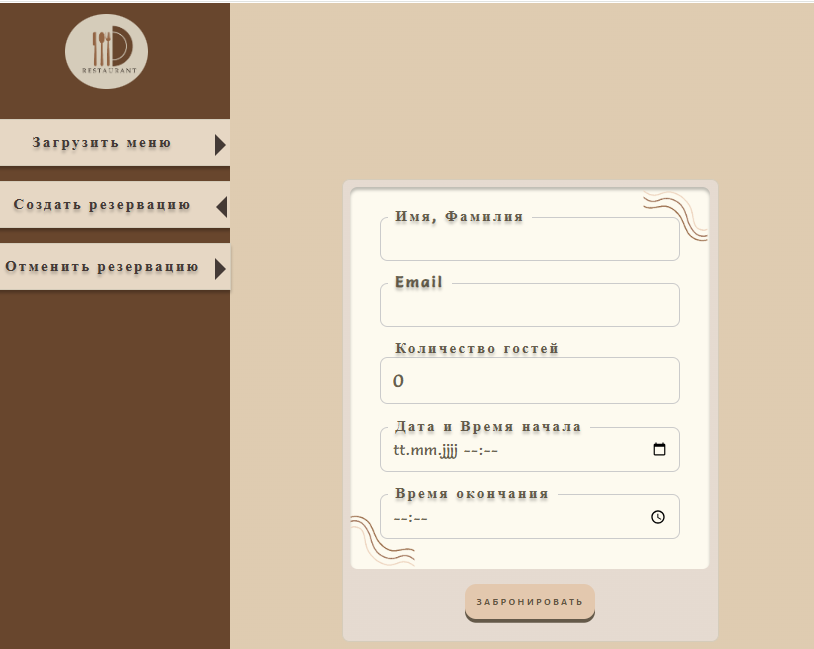 RESTAURANT
Загрузить меню
Создать резервацию
Отменить резервацию
Имя, Фамилия
Email
Количество гостей
0
Дата и Время начала
tt.mm.jjjj --:--
Время окончания
--:--
ЗАБРОНИРОВАТЬ